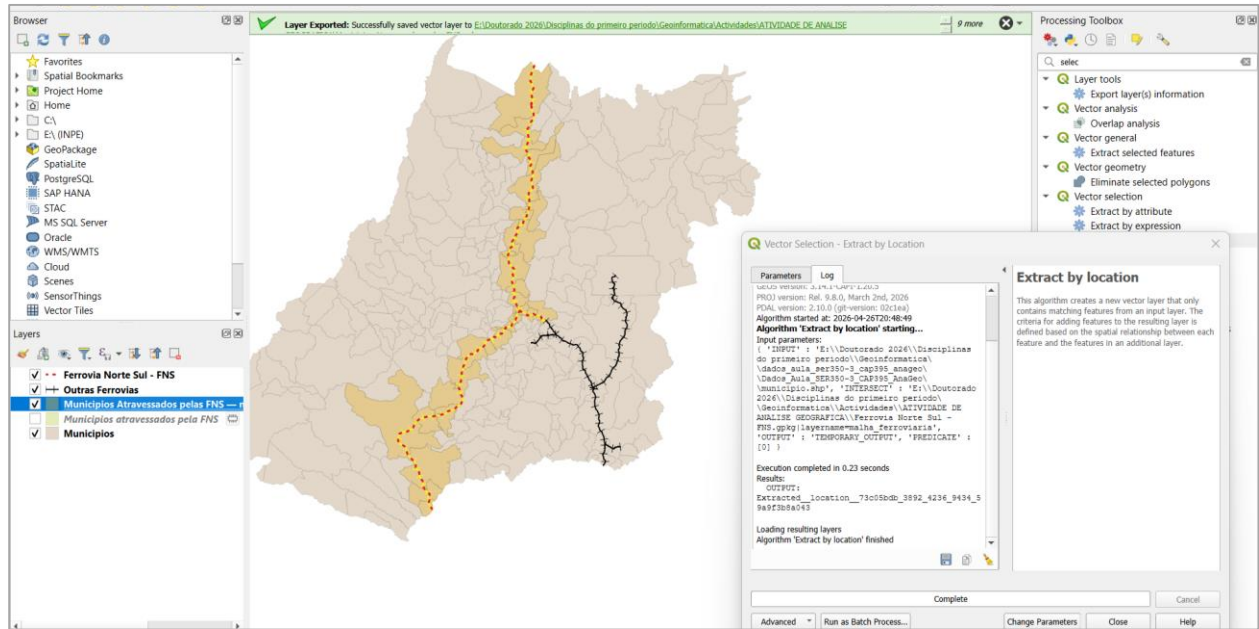 Browser
Favorites
Spatial Bookmarks
Project Home
Home
C:\
E:\ (INPE)
GeoPackage
SpatiaLite
PostgreSQL
SAP HANA
STAC
MS SQL Server
Oracle
WMS/WMTS
Cloud
Scenes
SensorThings
Vector Tiles
Layers
Ferrovia Norte Sul - FNS
Outras Ferrovias
Municipios Atravessados pelas FNS —
Municipios atravessados pela FNS
Municipios
Layer Exported: Successfully saved vector layer to E:\Doutorado 2026\Disciplinas do primeiro periodo\Geoinformatica\Actividades\ATIVIDADE DE ANALISE
9 more
Processing Toolbox
selec
Layer tools
Export layer(s) information
Vector analysis
Overlap analysis
Vector general
Extract selected features
Vector geometry
Eliminate selected polygons
Vector selection
Extract by attribute
Extract by expression
Vector Selection - Extract by Location
Parameters
Log
PROJ version: Rel. 9.8.0, March 2nd, 2026
PDAL version: 2.10.0 (git-version: 02c1ea)
Algorithm started at: 2026-04-26T20:48:49
Algorithm 'Extract by location' starting...
Input parameters:
{ 'INPUT' : 'E:\\Doutorado 2026\\Disciplinas
do primeiro periodo\\Geoinformatica\
\dados_aula_ser350-3_cap395_anageo\
\Dados_Aula_SER350-3_CAP395_AnaGeo\
\municipio.shp', 'INTERSECT' : 'E:\\Doutorado
2026\\Disciplinas do primeiro periodo\
\Geoinformatica\\Actividades\\ATIVIDADE DE
ANALISE GEOGRAFICA\\Ferrovia Norte Sul -
FNS.gpkg|layername=malha_ferroviaria',
'OUTPUT' : 'TEMPORARY_OUTPUT', 'PREDICATE' :
[0] }
Execution completed in 0.23 seconds
Results:
OUTPUT:
Extracted__location__73c05bdb_3892_4236_9434_5
9a9f3b8a043
Loading resulting layers
Algorithm 'Extract by location' finished
Extract by location
This algorithm creates a new vector layer that only
contains matching features from an input layer. The
criteria for adding features to the resulting layer is
defined based on the spatial relationship between each
feature and the features in an additional layer.
Complete
Cancel
Advanced
Run as Batch Process...
Change Parameters
Close
Help